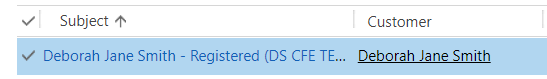 Subject ↑ Customer
Deborah Jane Smith - Registered (DS CFE TE... Deborah Jane Smith